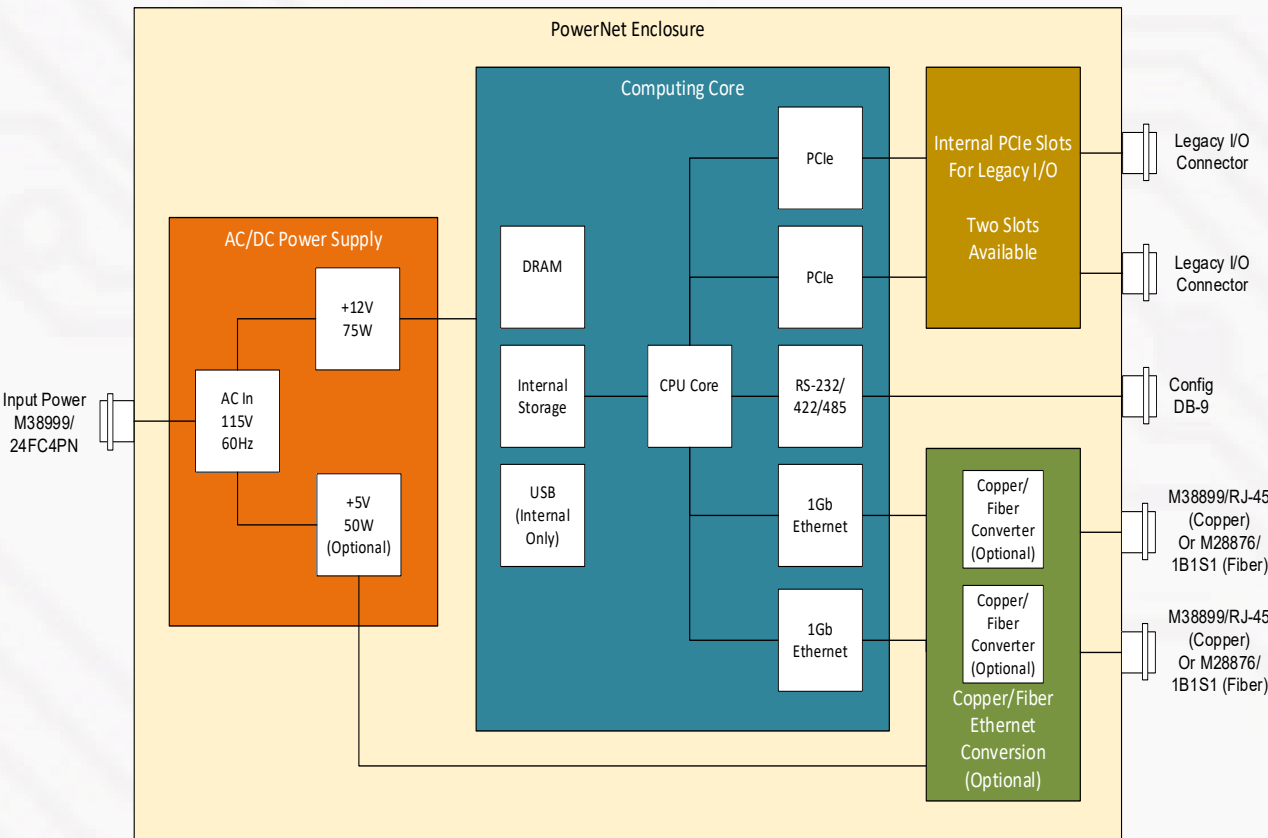 PowerNet Enclosure
Computing Core
PCIe
Internal PCIe Slots
For Legacy I/O
Two Slots
Available
Legacy I/O
Connector
AC/DC Power Supply
+12V
75W
DRAM
PCIe
Legacy I/O
Connector
Input Power
M38999/
24FC4PN
AC In
115V
60Hz
Internal
Storage
CPU Core
RS-232/
422/485
Config
DB-9
+5V
50W
(Optional)
USB
(Internal
Only)
1Gb
Ethernet
Copper/
Fiber
Converter
(Optional)
M38899/RJ-45
(Copper)
Or M28876/
1B1S1 (Fiber)
1Gb
Ethernet
Copper/
Fiber
Converter
(Optional)
M38899/RJ-45
(Copper)
Or M28876/
1B1S1 (Fiber)
Copper/Fiber
Ethernet
Conversion
(Optional)